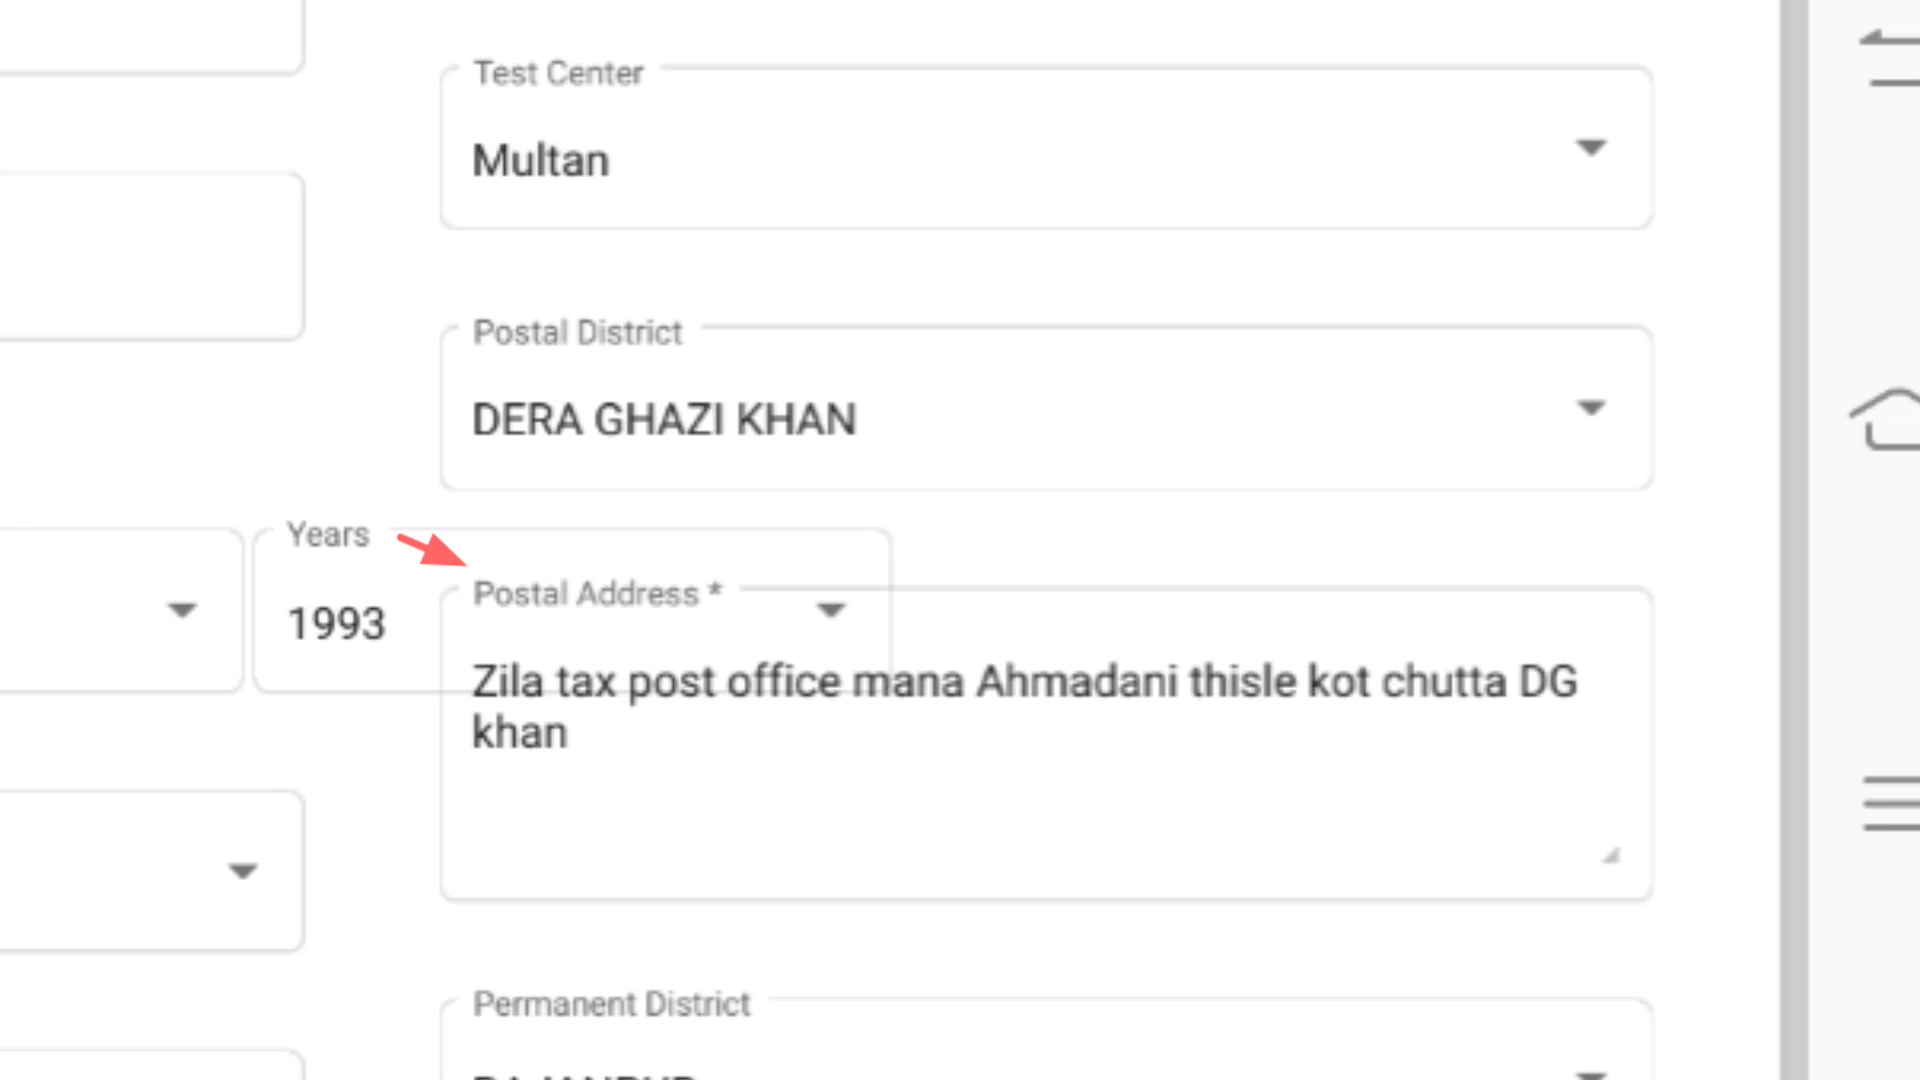 Test Center
Multan
Postal District
DERA GHAZI KHAN
Years
1993
Postal Address *
Zila tax post office mana Ahmadani thisle kot chutta DG
khan
Permanent District